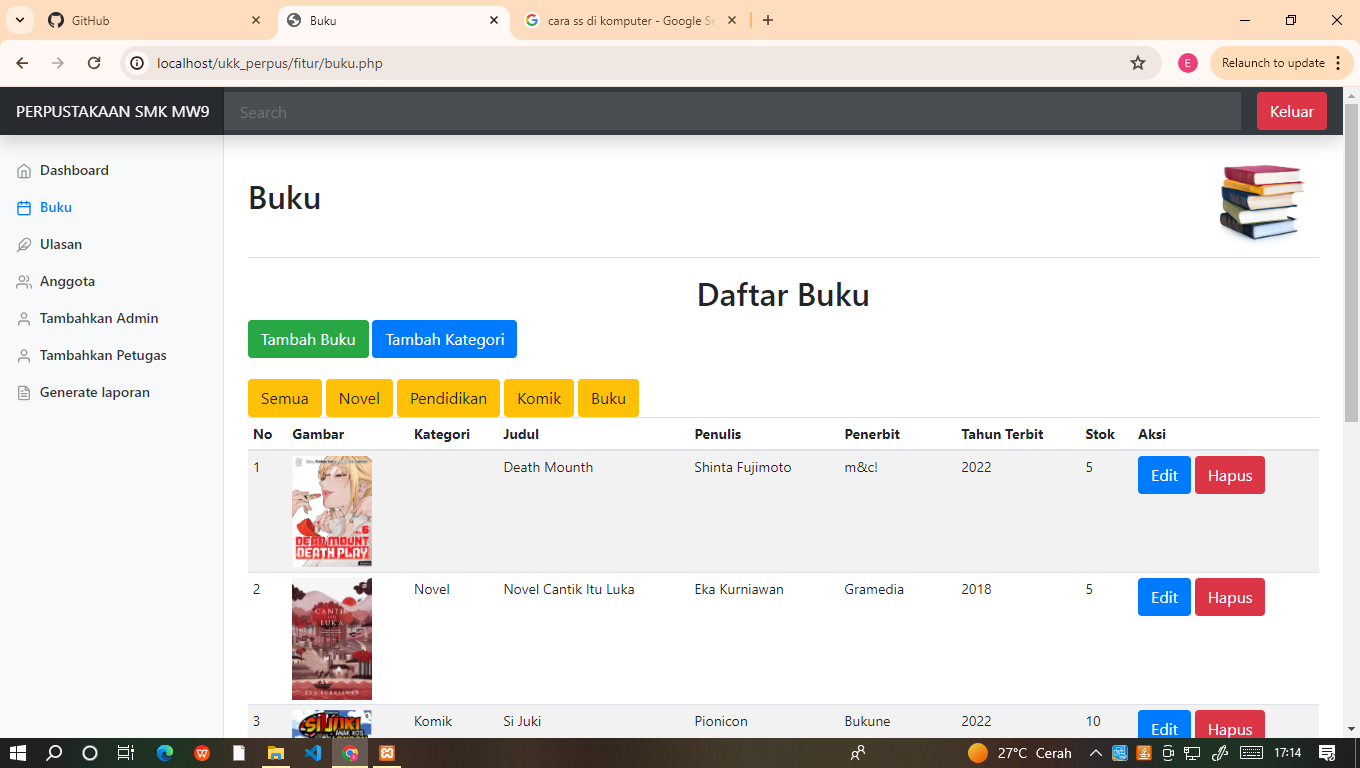 GitHub
Buku
cara ss di komputer - Google Se
localhost/ukk_perpus/fitur/buku.php
E
Relaunch to update
PERPUSTAKAAN SMK MW9
Search
Keluar
Dashboard
Buku
Ulasan
Anggota
Tambahkan Admin
Tambahkan Petugas
Generate laporan
Buku
Daftar Buku
Tambah Buku Tambah Kategori
Semua Novel Pendidikan Komik Buku
No Gambar Kategori Judul Penulis Penerbit Tahun Terbit Stok Aksi
1 Death Mounth Shinta Fujimoto m&c! 2022 5 Edit Hapus
6
DEAD MOUNT
DEATH PLAY
2 Novel Novel Cantik Itu Luka Eka Kurniawan Gramedia 2018 5 Edit Hapus
CANTIK
ITU
LUKA
EKA KURNIAWAN
3 Komik Si Juki Pionicon Bukune 2022 10 Edit Hapus
SI JUKI
ANAK KOS
27°C Cerah
17:14